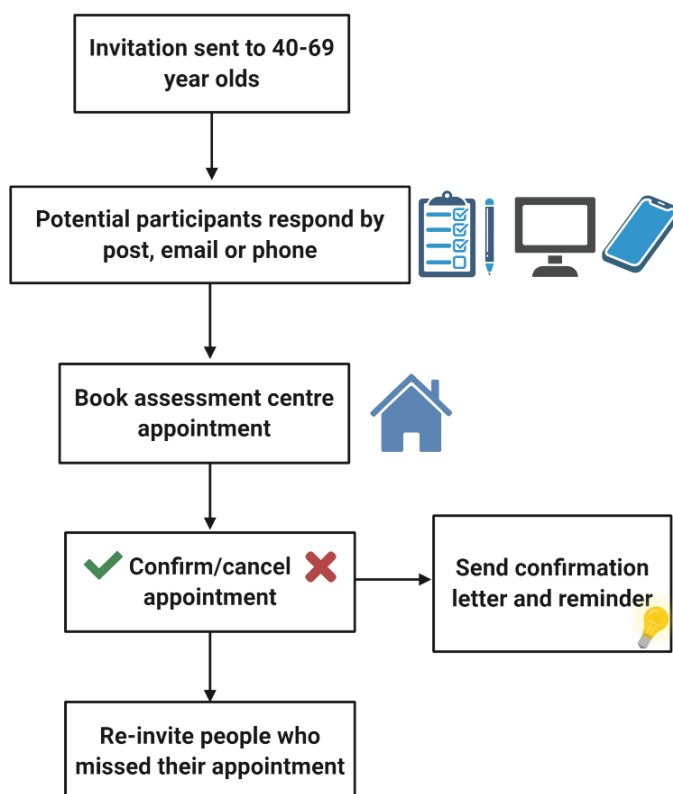 Invitation sent to 40-69
year olds
Potential participants respond by
post, email or phone
Book assessment centre
appointment
Confirm/cancel
appointment
Send confirmation
letter and reminder
Re-invite people who
missed their appointment